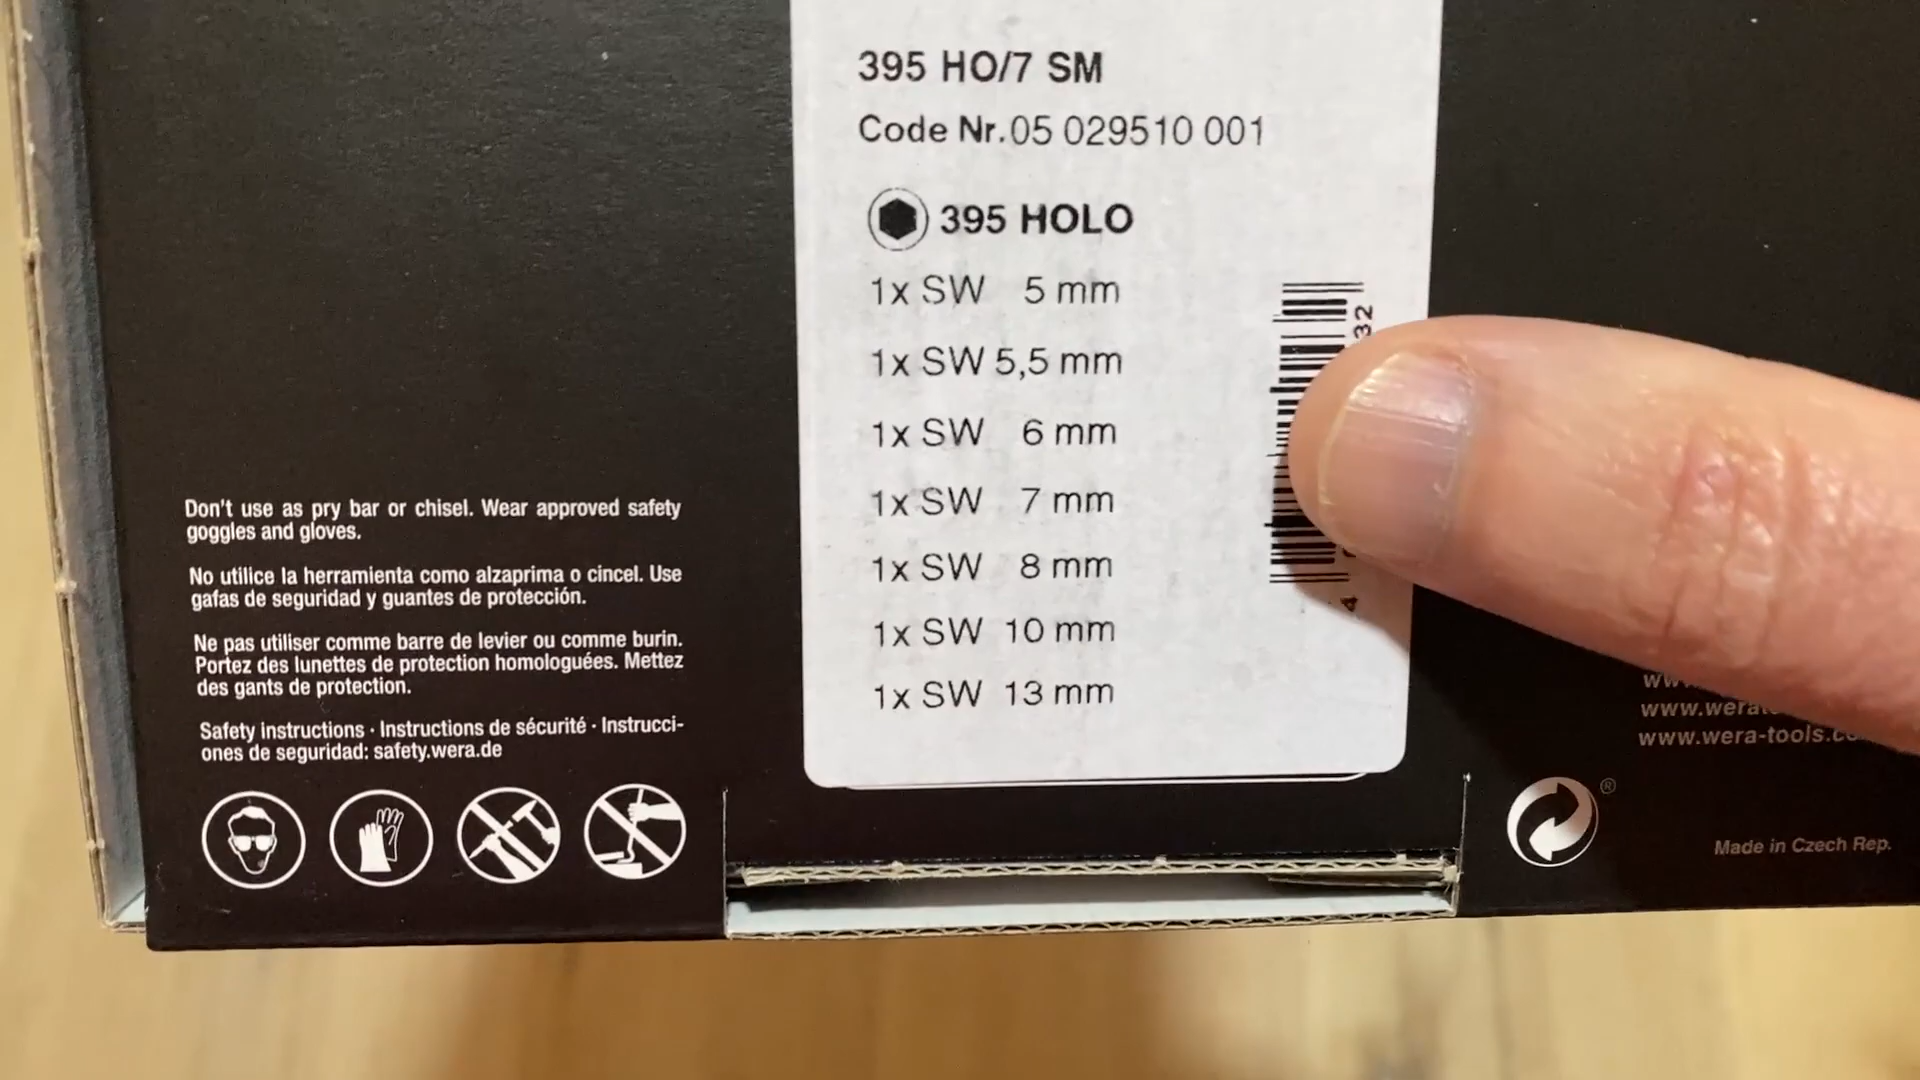 395 HO/7 SM
Code Nr.05 029510 001
395 HOLO
1x SW 5 mm
1x SW 5,5 mm
1x SW 6 mm
1x SW 7 mm
1x SW 8 mm
1x SW 10 mm
1x SW 13 mm
32
4
Don't use as pry bar or chisel. Wear approved safety
goggles and gloves.
No utilice la herramienta como alzaprima o cincel. Use
gafas de seguridad y guantes de protección.
Ne pas utiliser comme barre de levier ou comme burin.
Portez des lunettes de protection homologuées. Mettez
des gants de protection.
Safety instructions · Instructions de sécurité · Instrucci-
ones de seguridad: safety.wera.de
®
Made in Czech Rep.